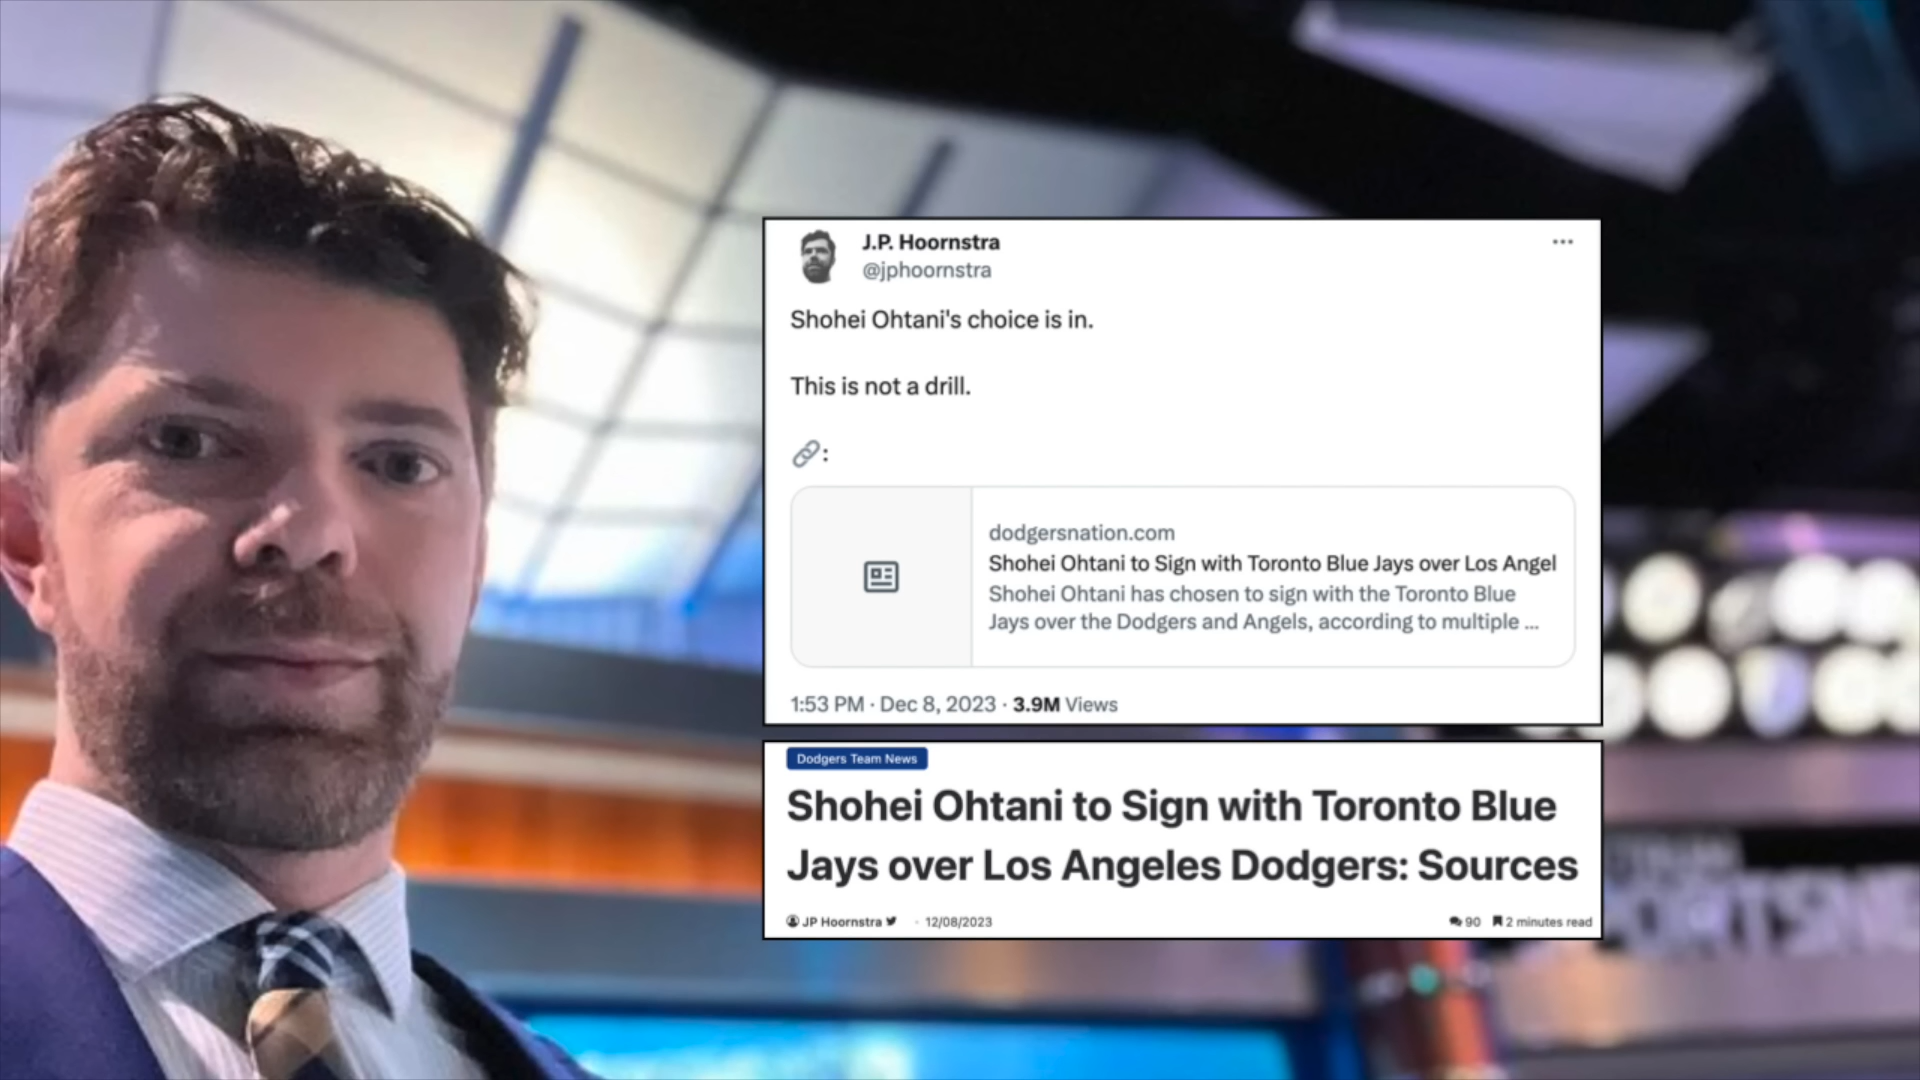 J.P. Hoornstra
@jphoornstra
Shohei Ohtani's choice is in.
This is not a drill.
🔗:
dodgersnation.com
Shohei Ohtani to Sign with Toronto Blue Jays over Los Angel
Shohei Ohtani has chosen to sign with the Toronto Blue
Jays over the Dodgers and Angels, according to multiple ...
1:53 PM · Dec 8, 2023 · 3.9M Views
Dodgers Team News
Shohei Ohtani to Sign with Toronto Blue
Jays over Los Angeles Dodgers: Sources
JP Hoornstra · 12/08/2023 90 2 minutes read